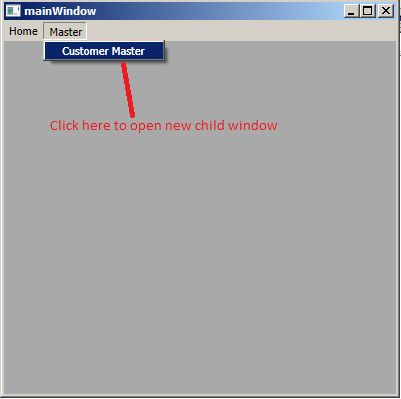 mainWindow
Home Master
Customer Master
Click here to open new child window